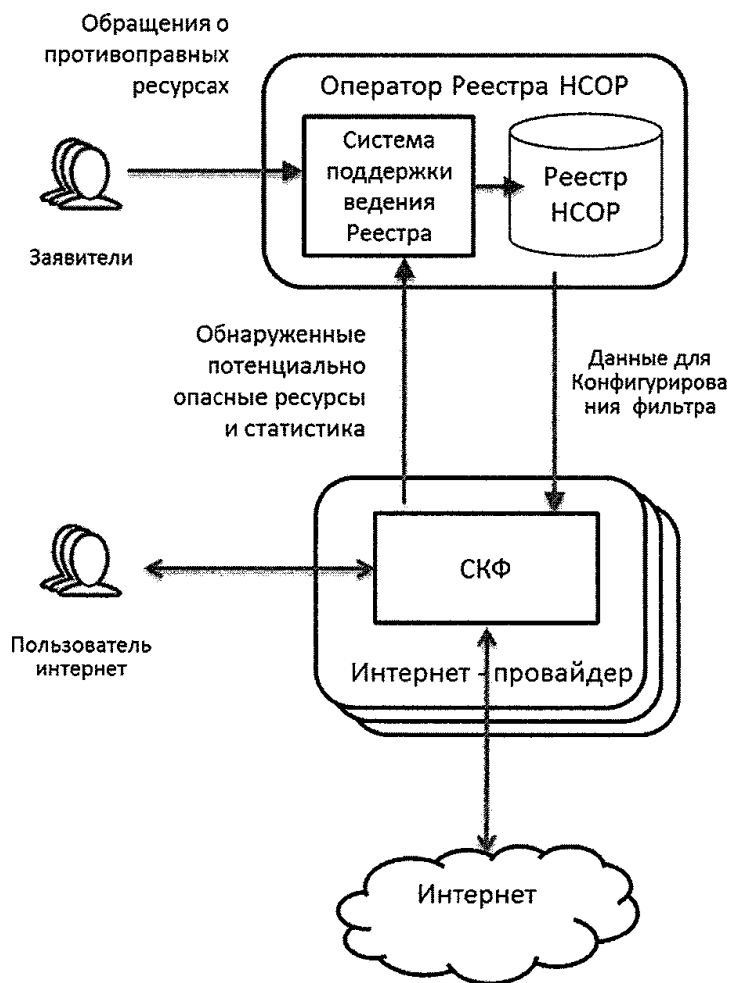 Обращения о
противоправных
ресурсах
Оператор Реестра НСОР
Система
поддержки
ведения
Реестра
Реестр
НСОР
Заявители
Обнаруженные
потенциально
опасные ресурсы
и статистика
Данные для
Конфигурирова
ния фильтра
СКФ
Пользователь
интернет
Интернет - провайдер
Интернет